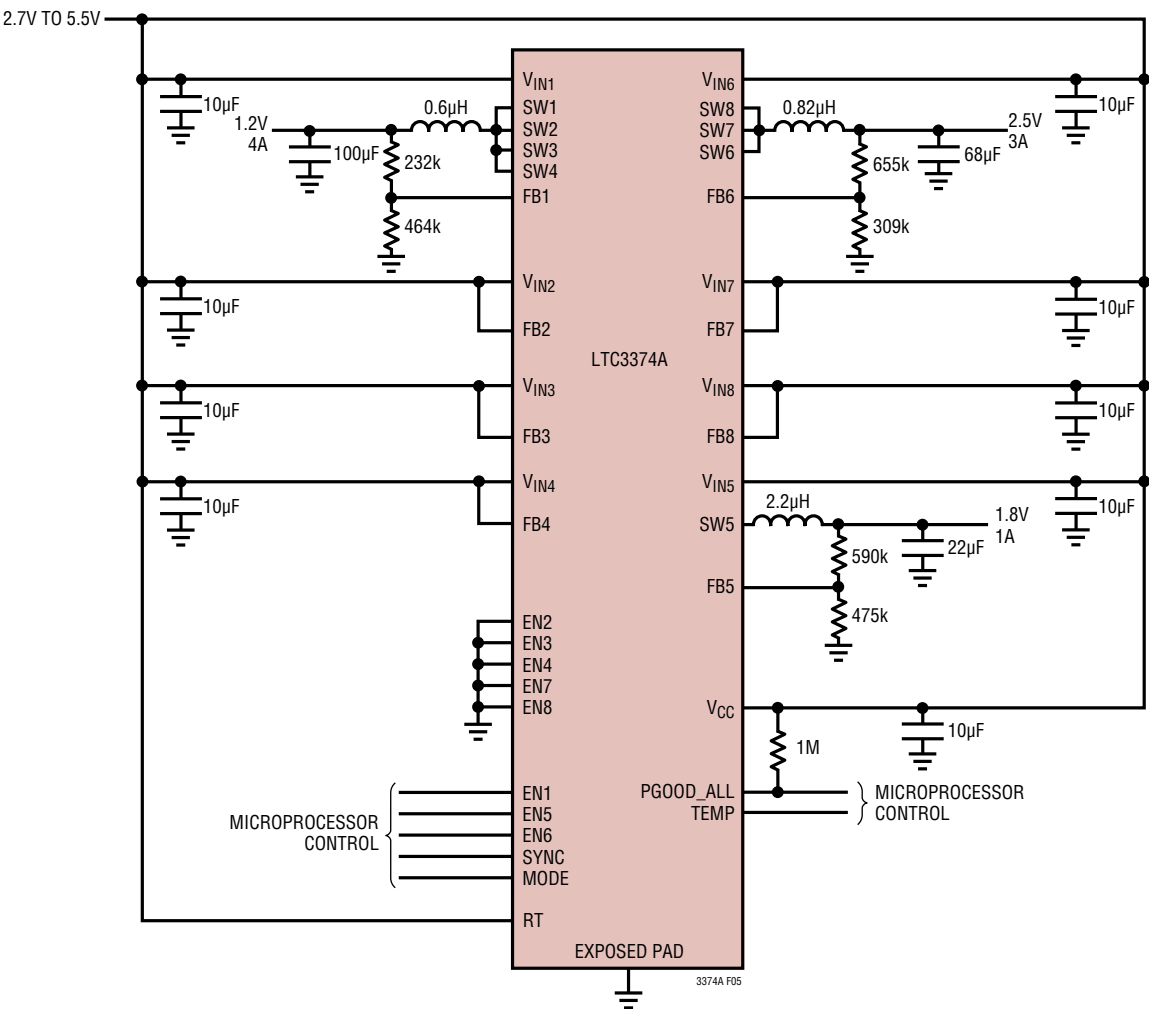 2.7V TO 5.5V
VIN1
10µF
SW1
SW2
SW3
SW4
0.6µH
1.2V
4A
100µF
232k
FB1
464k
VIN2
10µF
FB2
VIN3
10µF
FB3
VIN4
10µF
FB4
EN2
EN3
EN4
EN7
EN8
MICROPROCESSOR
CONTROL
EN1
EN5
EN6
SYNC
MODE
RT
LTC3374A
EXPOSED PAD
VIN6
10µF
SW8
SW7
SW6
0.82µH
2.5V
3A
68µF
655k
FB6
309k
VIN7
10µF
FB7
VIN8
10µF
FB8
VIN5
10µF
SW5
2.2µH
1.8V
1A
22µF
590k
FB5
475k
VCC
10µF
1M
PGOOD_ALL
TEMP
MICROPROCESSOR
CONTROL
3374A F05